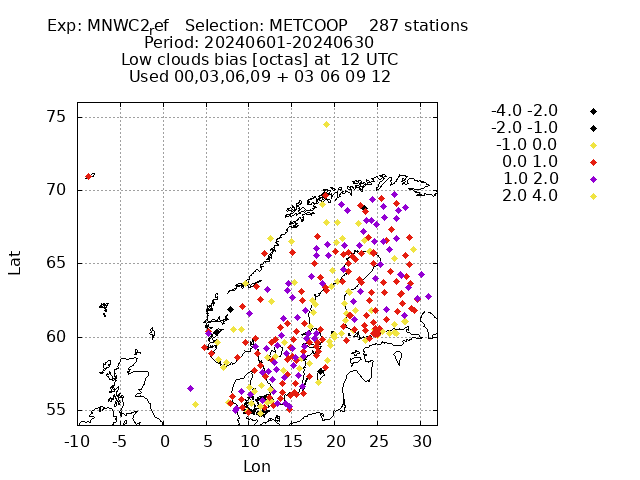 Exp: MNWC2ref   Selection: METCOOP    287 stations
Period: 20240601-20240630
Low clouds bias [octas] at  12 UTC
Used 00,03,06,09 + 03 06 09 12
-4.0 -2.0
-2.0 -1.0
-1.0 0.0
0.0 1.0
1.0 2.0
2.0 4.0
75
70
65
60
55
Lat
-10 -5 0 5 10 15 20 25 30
Lon